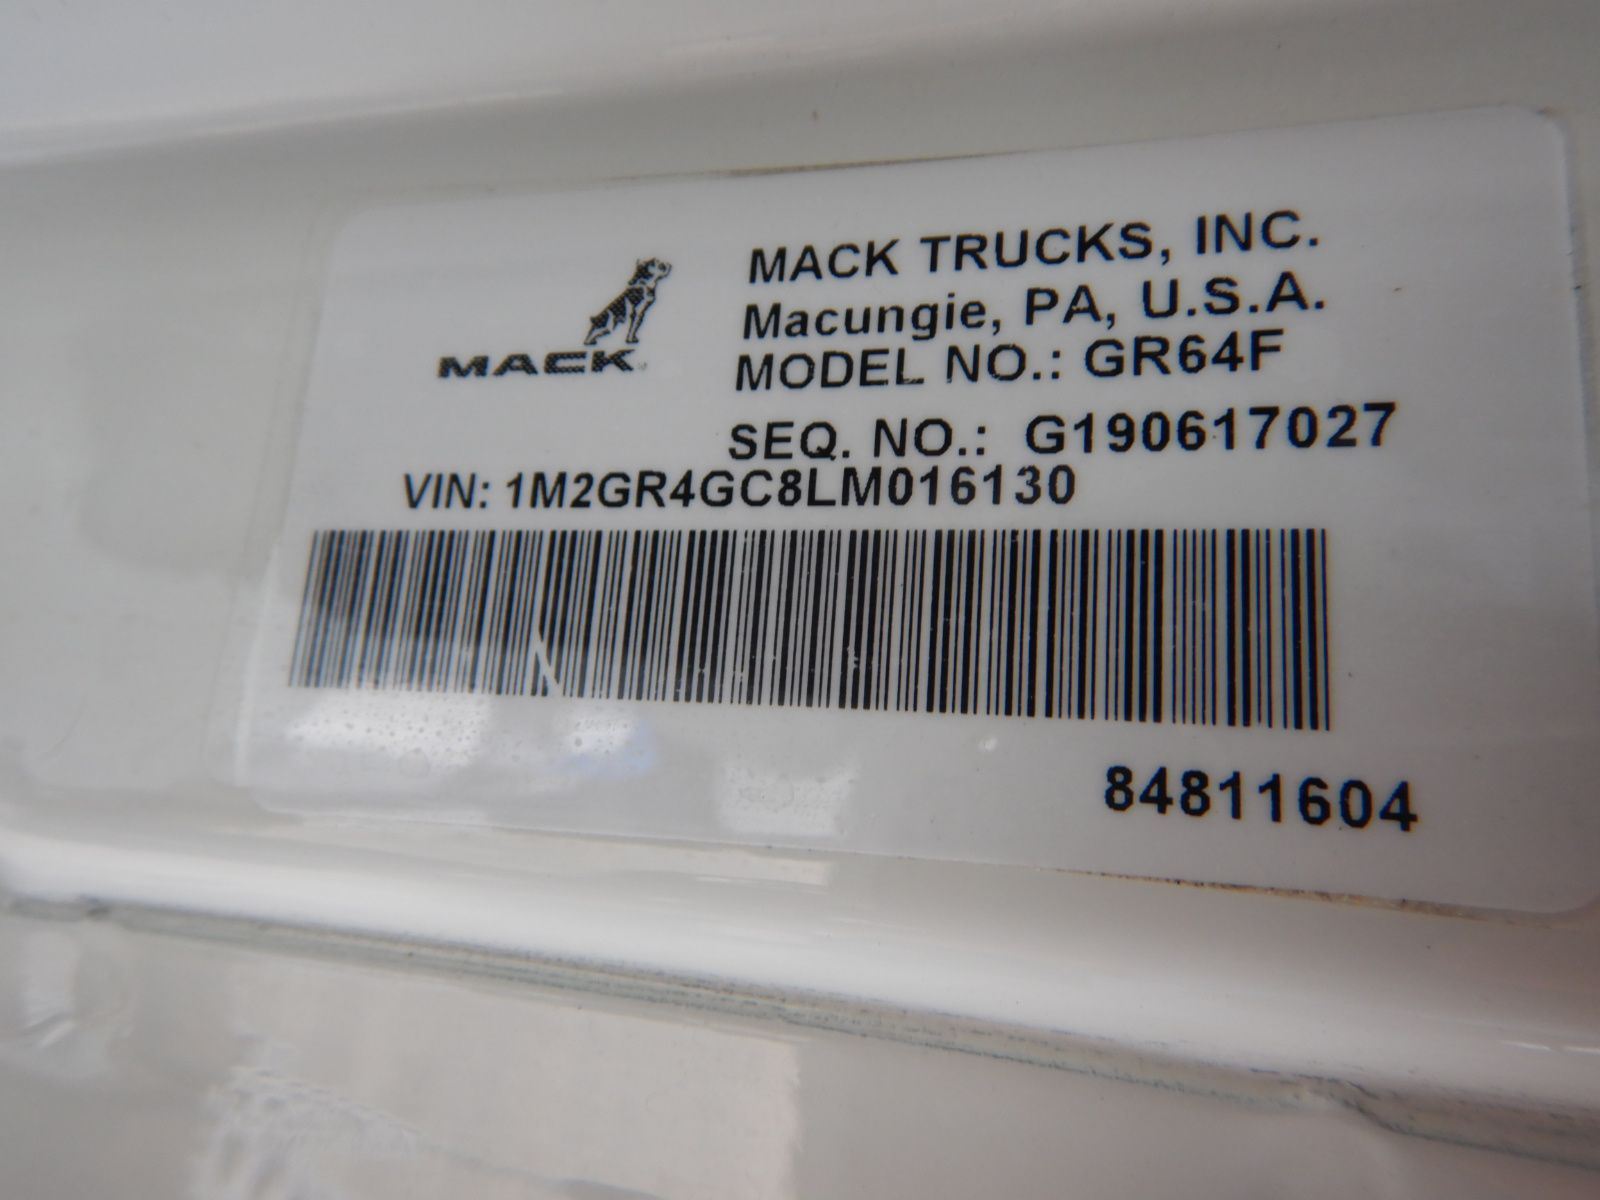 MACK
MACK TRUCKS, INC.
Macungie, PA, U.S.A.
MODEL NO.: GR64F
SEQ. NO.: G190617027
VIN: 1M2GR4GC8LM016130
84811604